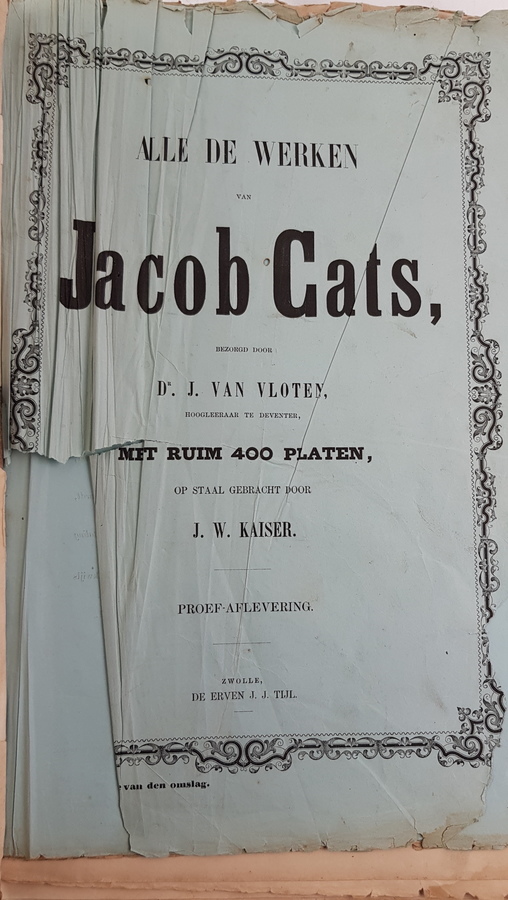 ALLE DE WERKEN
VAN
Jacob Cats,
BEZORGD DOOR
DR. J. VAN VLOTEN,
HOOGLEERAAR TE DEVENTER,
MET RUIM 400 PLATEN,
OP STAAL GEBRACHT DOOR
J. W. KAISER.
PROEF-AFLEVERING.
ZWOLLE,
DE ERVEN J. J. TIJL.
van den omslag.